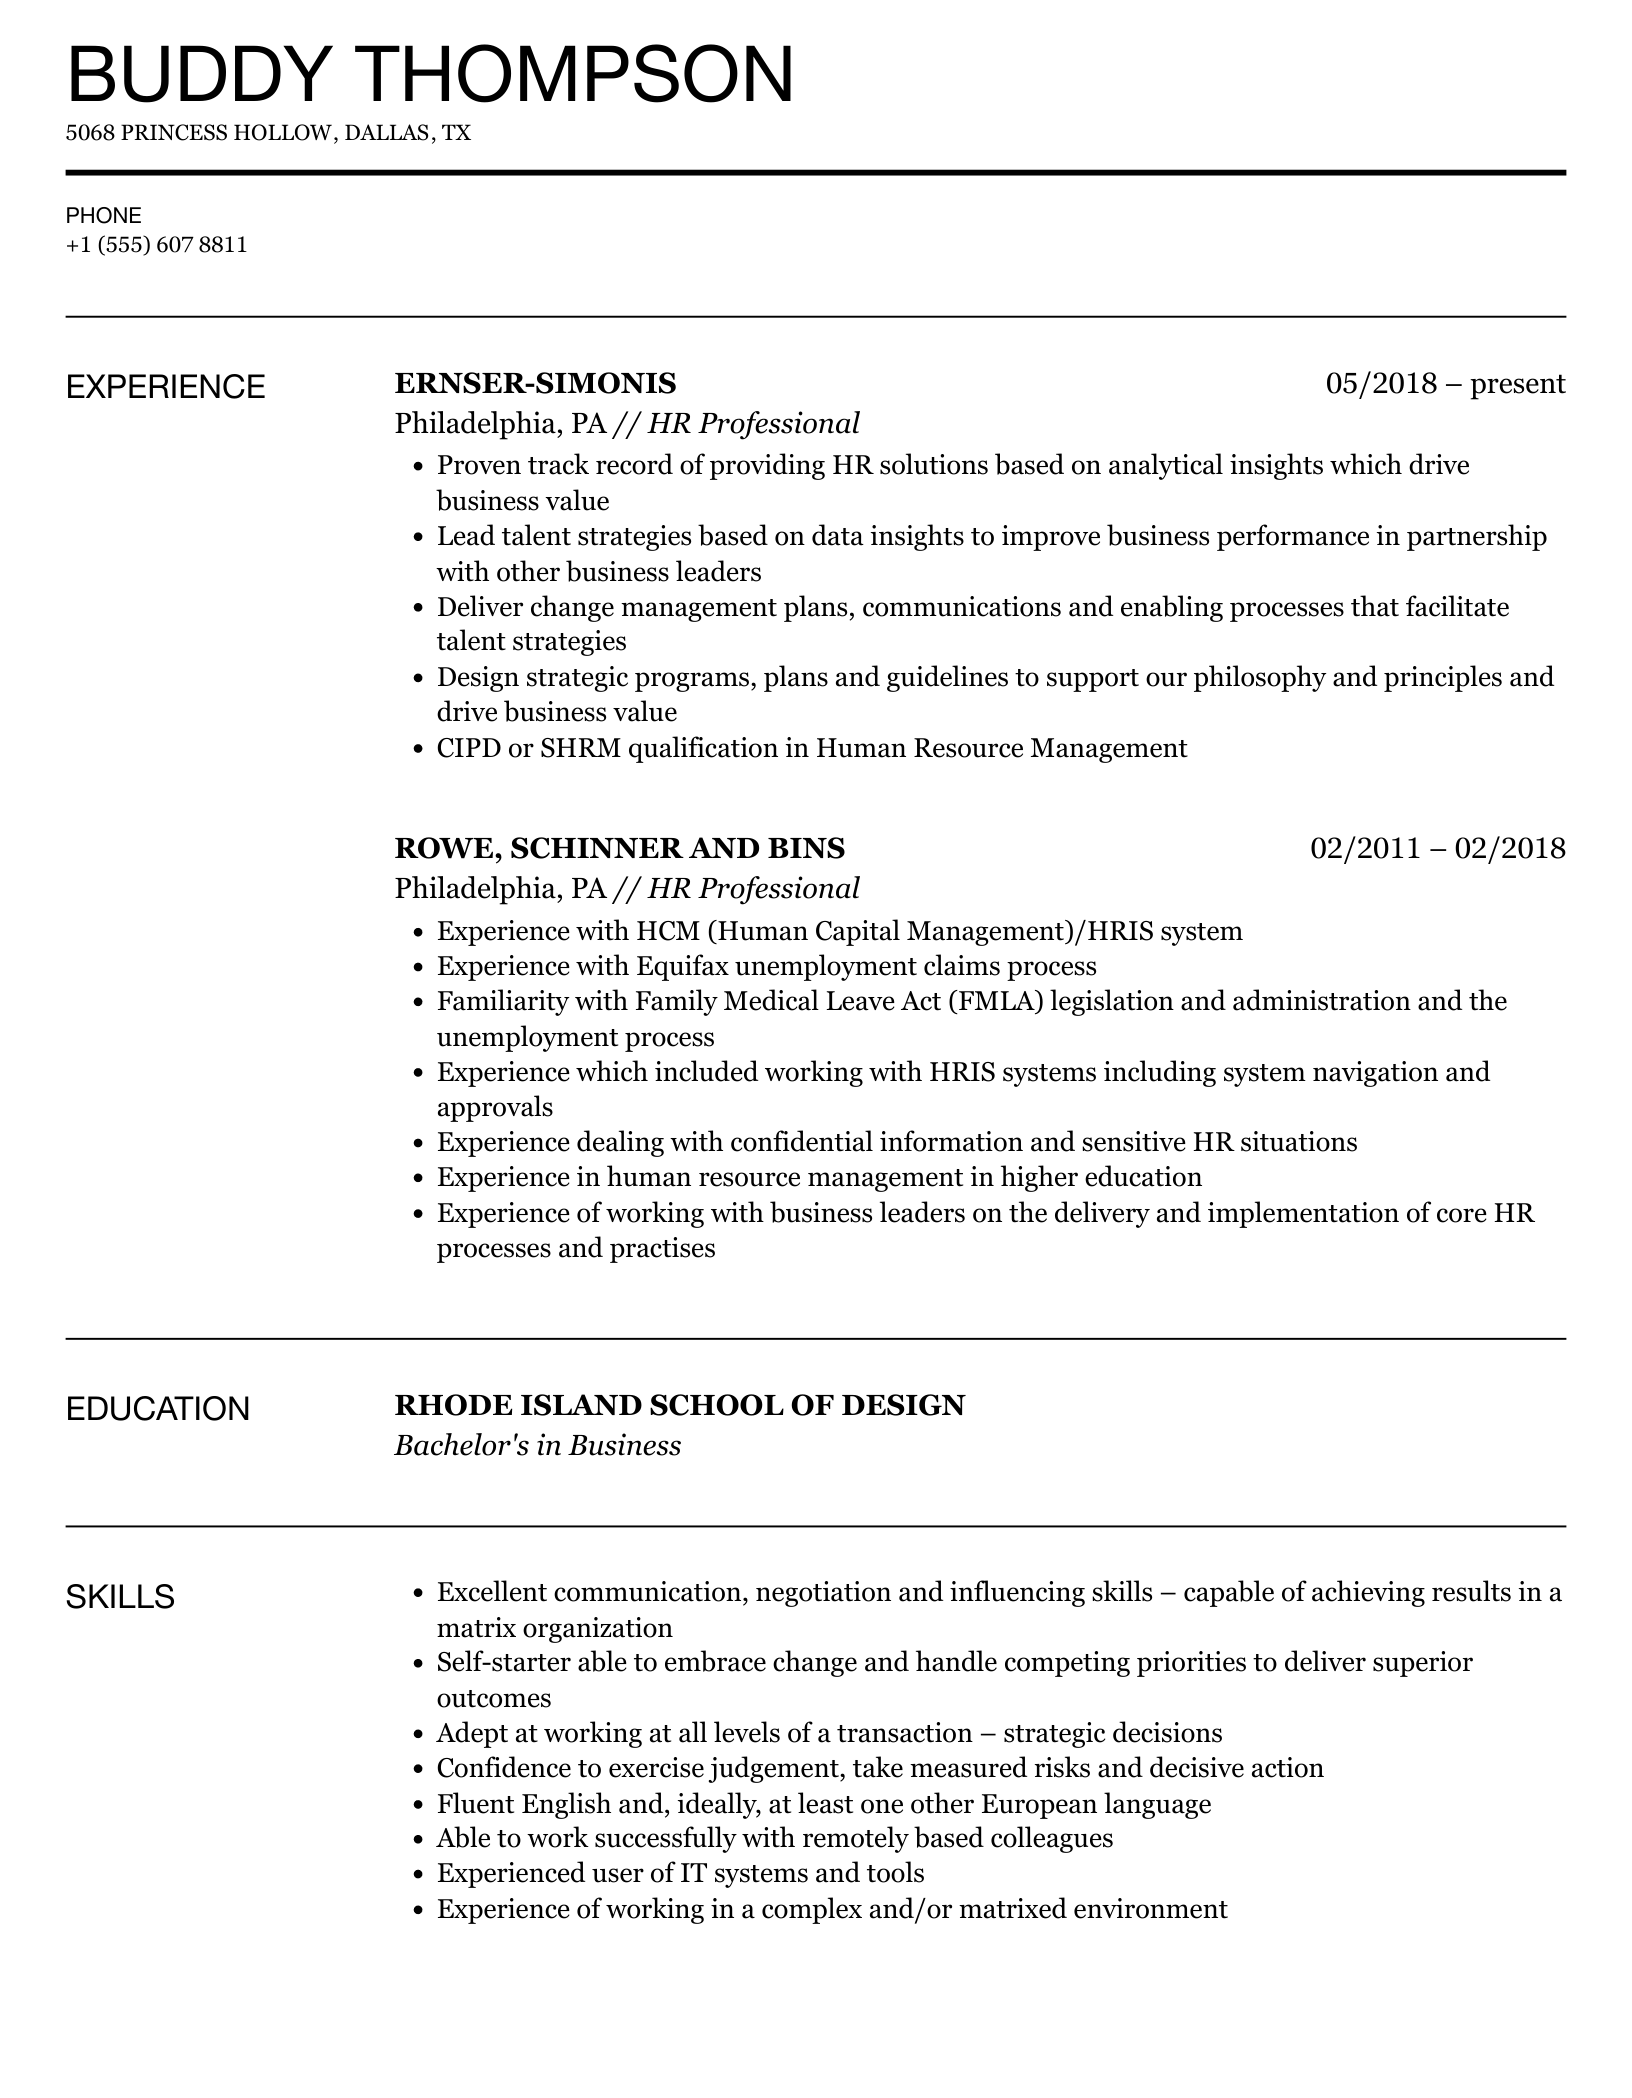 BUDDY THOMPSON
5068 PRINCESS HOLLOW, DALLAS, TX
PHONE
+1 (555) 607 8811
EXPERIENCE
ERNSER-SIMONIS 05/2018 – present
Philadelphia, PA // HR Professional
• Proven track record of providing HR solutions based on analytical insights which drive
business value
• Lead talent strategies based on data insights to improve business performance in partnership
with other business leaders
• Deliver change management plans, communications and enabling processes that facilitate
talent strategies
• Design strategic programs, plans and guidelines to support our philosophy and principles and
drive business value
• CIPD or SHRM qualification in Human Resource Management
ROWE, SCHINNER AND BINS 02/2011 – 02/2018
Philadelphia, PA // HR Professional
• Experience with HCM (Human Capital Management)/HRIS system
• Experience with Equifax unemployment claims process
• Familiarity with Family Medical Leave Act (FMLA) legislation and administration and the
unemployment process
• Experience which included working with HRIS systems including system navigation and
approvals
• Experience dealing with confidential information and sensitive HR situations
• Experience in human resource management in higher education
• Experience of working with business leaders on the delivery and implementation of core HR
processes and practises
EDUCATION
RHODE ISLAND SCHOOL OF DESIGN
Bachelor's in Business
SKILLS
• Excellent communication, negotiation and influencing skills – capable of achieving results in a
matrix organization
• Self-starter able to embrace change and handle competing priorities to deliver superior
outcomes
• Adept at working at all levels of a transaction – strategic decisions
• Confidence to exercise judgement, take measured risks and decisive action
• Fluent English and, ideally, at least one other European language
• Able to work successfully with remotely based colleagues
• Experienced user of IT systems and tools
• Experience of working in a complex and/or matrixed environment